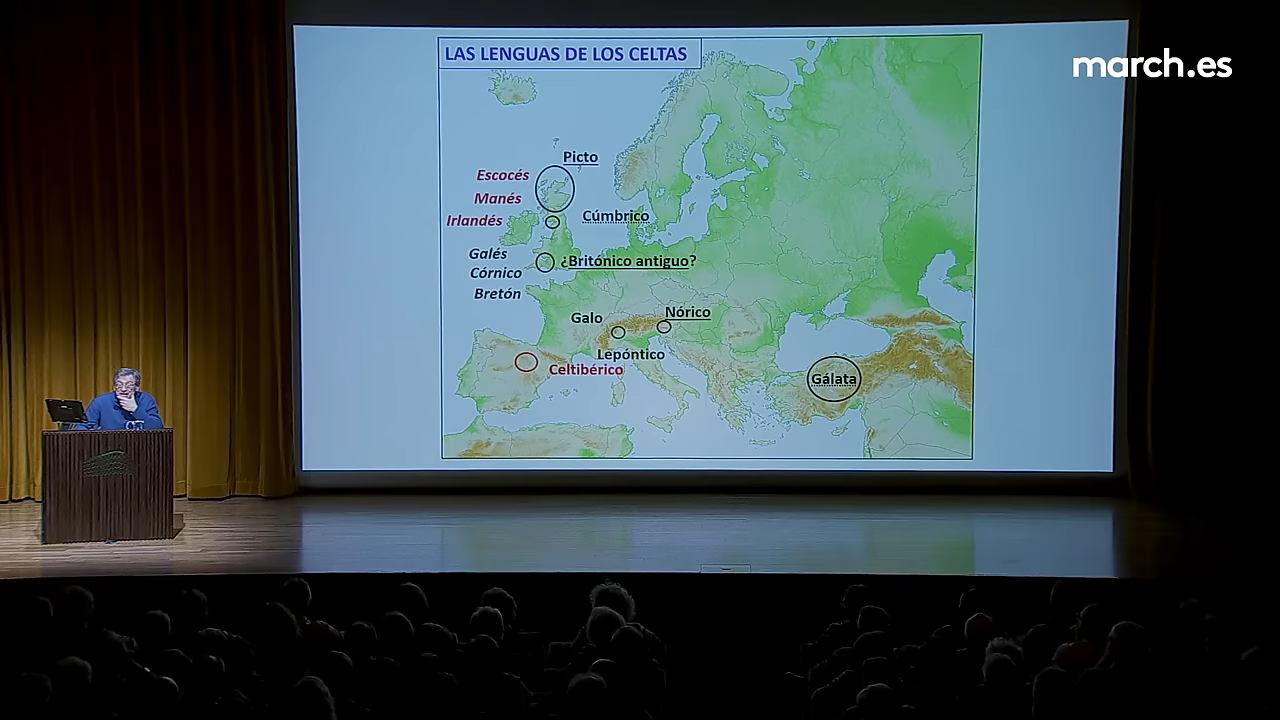 march.es
LAS LENGUAS DE LOS CELTAS
Picto
Escocés
Manés
Irlandés
Cúmbrico
Galés
¿Británico antiguo?
Córnico
Bretón
Galo
Nórico
Lepóntico
Celtibérico
Gálata